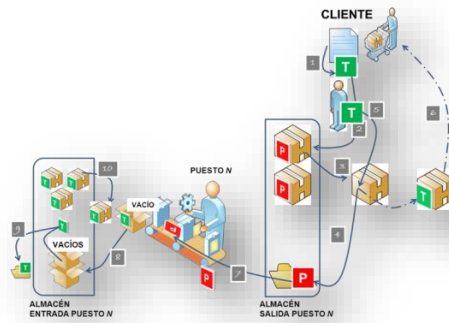 CLIENTE
1
T
T
5
2
6
P
3
T
P
10
T
T
T
PUESTO N
VACÍO
T
9
T
VACÍOS
T
8
P
7
4
P
ALMACÉN
ENTRADA PUESTO N
ALMACÉN
SALIDA PUESTO N